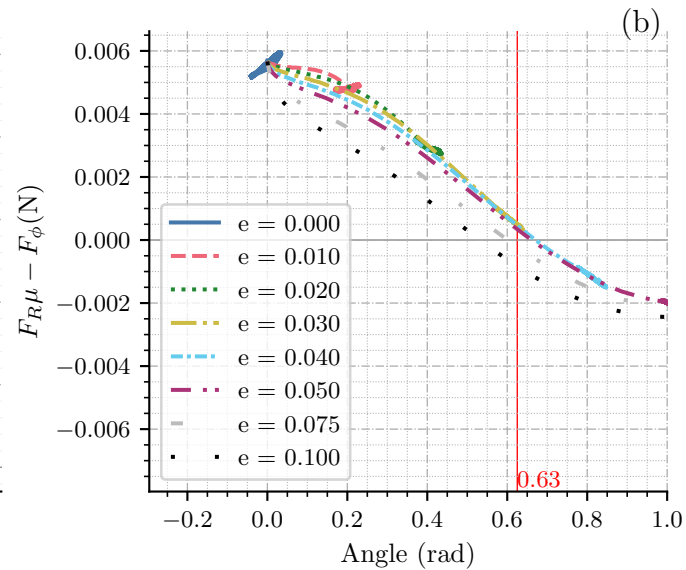 (b)
0.006
0.004
0.002
0.000
−0.002
−0.004
−0.006
F_R μ − F_ϕ(N)
e = 0.000
e = 0.010
e = 0.020
e = 0.030
e = 0.040
e = 0.050
e = 0.075
e = 0.100
0.63
−0.2 0.0 0.2 0.4 0.6 0.8 1.0
Angle (rad)